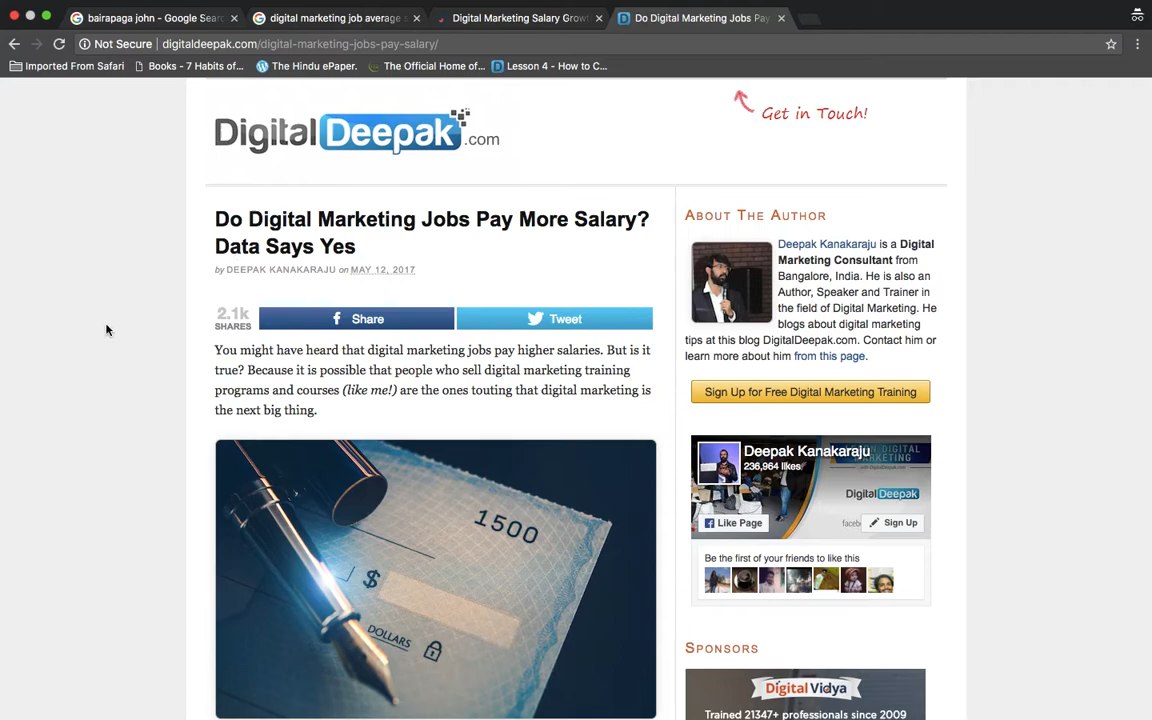 bairapaga john - Google Sear
digital marketing job average s
Digital Marketing Salary Growt
Do Digital Marketing Jobs Pay
Not Secure digitaldeepak.com/digital-marketing-jobs-pay-salary/
Imported From Safari
Books - 7 Habits of...
The Hindu ePaper.
The Official Home of...
Lesson 4 - How to C...
Get in Touch!
DigitalDeepak.com
Do Digital Marketing Jobs Pay More Salary?
Data Says Yes
by DEEPAK KANAKARAJU on MAY 12, 2017
2.1k
SHARES
Share
Tweet
You might have heard that digital marketing jobs pay higher salaries. But is it
true? Because it is possible that people who sell digital marketing training
programs and courses (like me!) are the ones touting that digital marketing is
the next big thing.
1500
$
DOLLARS
ABOUT THE AUTHOR
Deepak Kanakaraju is a Digital
Marketing Consultant from
Bangalore, India. He is also an
Author, Speaker and Trainer in
the field of Digital Marketing. He
blogs about digital marketing
tips at this blog DigitalDeepak.com. Contact him or
learn more about him from this page.
Sign Up for Free Digital Marketing Training
Deepak Kanakaraju
236,964 likes
DigitalDeepak
Like Page
Sign Up
Be the first of your friends to like this
SPONSORS
Digital Vidya
Trained 21347+ professionals since 2009